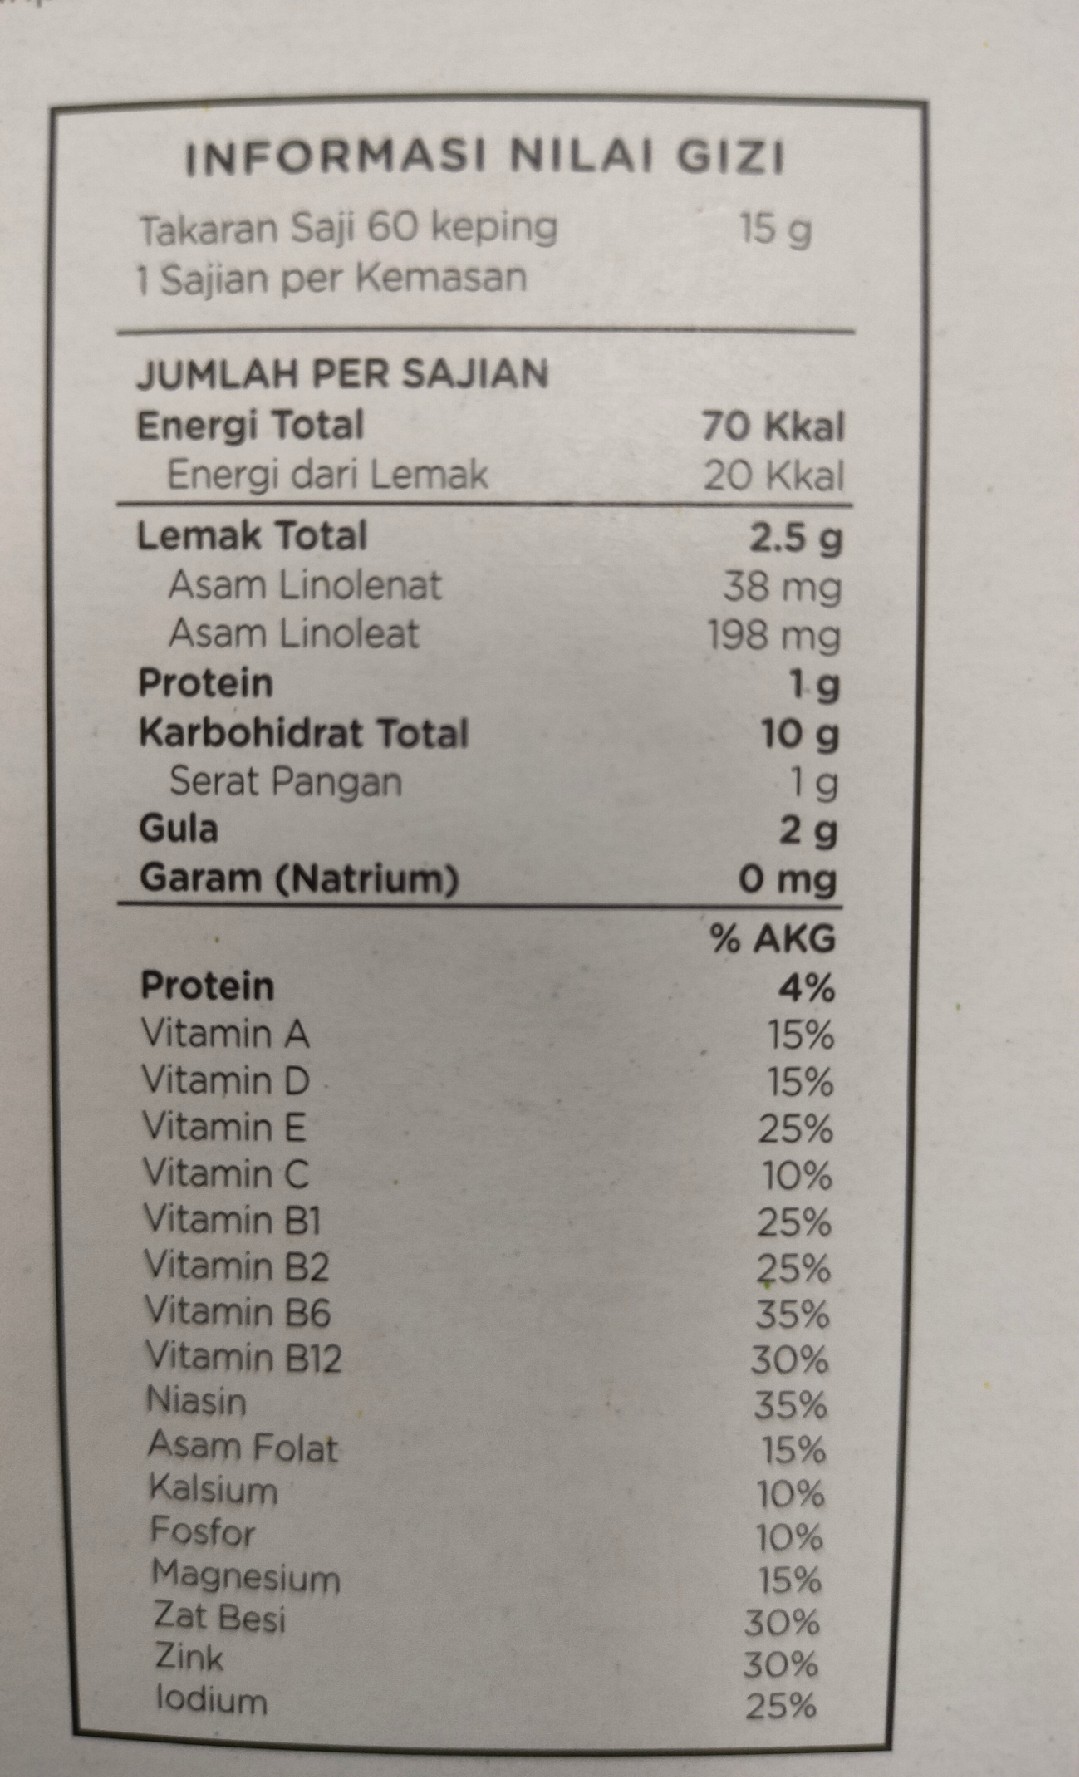 INFORMASI NILAI GIZI
Takaran Saji 60 keping 15 g
1 Sajian per Kemasan
JUMLAH PER SAJIAN
Energi Total 70 Kkal
Energi dari Lemak 20 Kkal
Lemak Total 2.5 g
Asam Linolenat 38 mg
Asam Linoleat 198 mg
Protein 1 g
Karbohidrat Total 10 g
Serat Pangan 1 g
Gula 2 g
Garam (Natrium) 0 mg
% AKG
Protein 4%
Vitamin A 15%
Vitamin D 15%
Vitamin E 25%
Vitamin C 10%
Vitamin B1 25%
Vitamin B2 25%
Vitamin B6 35%
Vitamin B12 30%
Niasin 35%
Asam Folat 15%
Kalsium 10%
Fosfor 10%
Magnesium 15%
Zat Besi 30%
Zink 30%
Iodium 25%